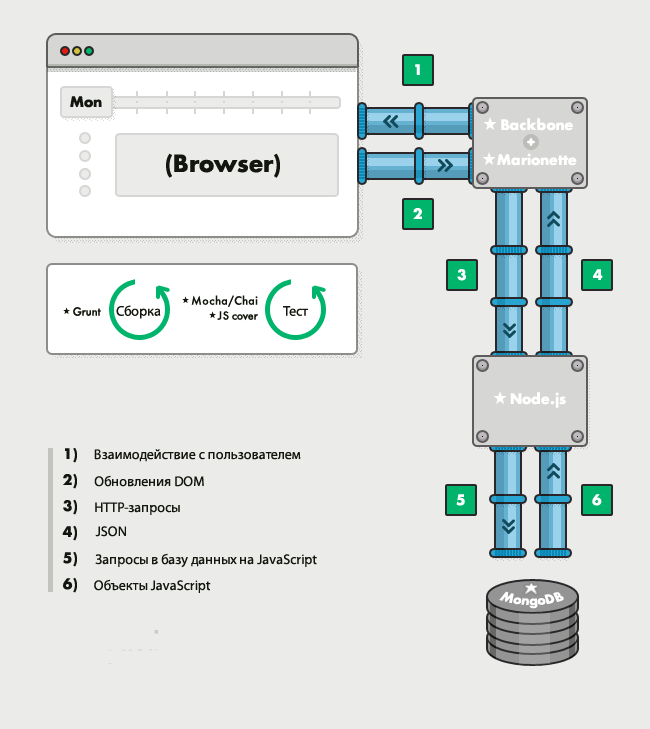 1
Mon
★ Backbone
+
★ Marionette
(Browser)
2
3
4
★ Grunt
Сборка
★ Mocha/Chai
★ JS cover
Тест
★ Node.js
1) Взаимодействие с пользователем
2) Обновления DOM
3) HTTP-запросы
4) JSON
5) Запросы в базу данных на JavaScript
6) Объекты JavaScript
5
6
★
MongoDB